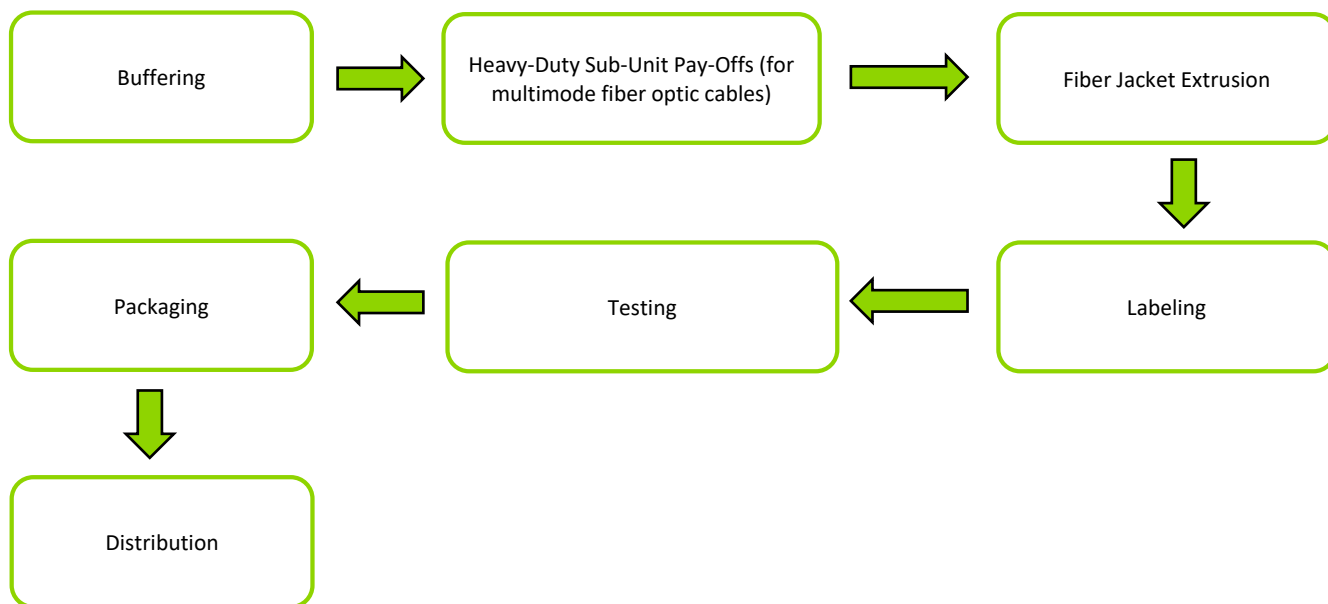 Buffering
Heavy-Duty Sub-Unit Pay-Offs (for
multimode fiber optic cables)
Fiber Jacket Extrusion
Labeling
Testing
Packaging
Distribution